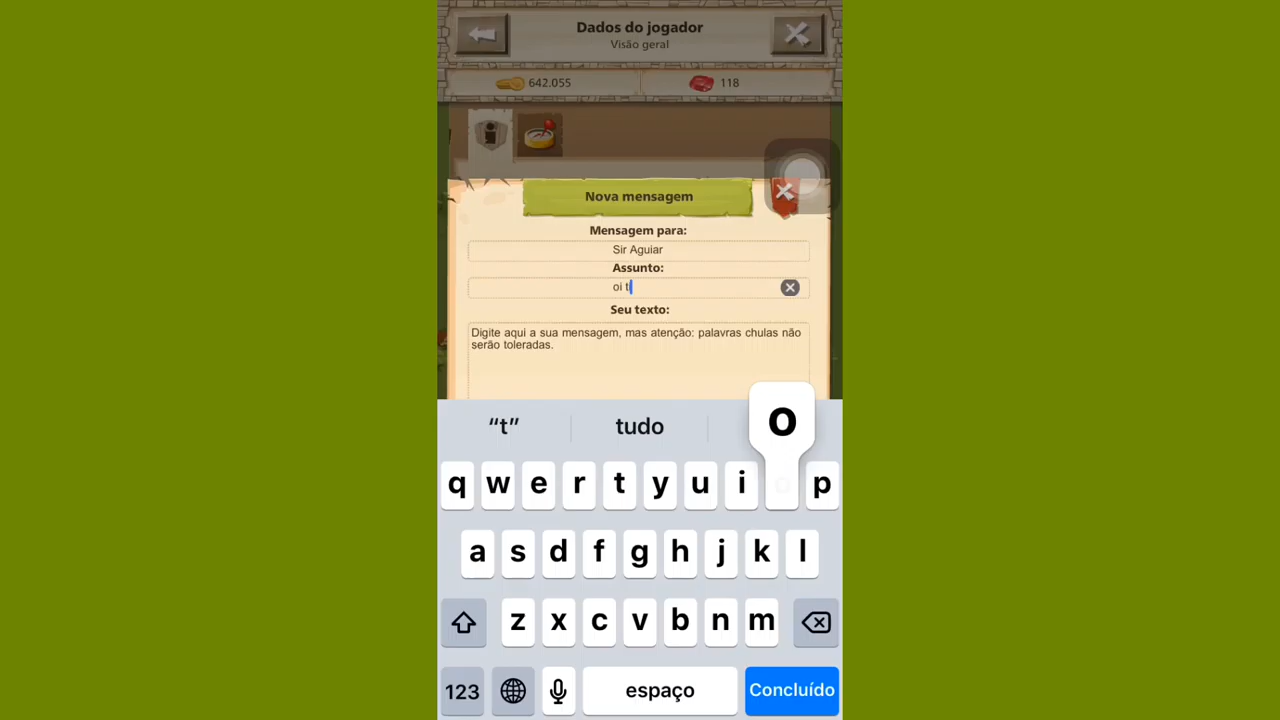 Dados do jogador
Visão geral
642.055
118
Nova mensagem
Mensagem para:
Sir Aguiar
Assunto:
oi t
Seu texto:
Digite aqui a sua mensagem, mas atenção: palavras chulas não
serão toleradas.
“t” tudo
o
q w e r t y u i o p
a s d f g h j k l
z x c v b n m
123 espaço Concluído